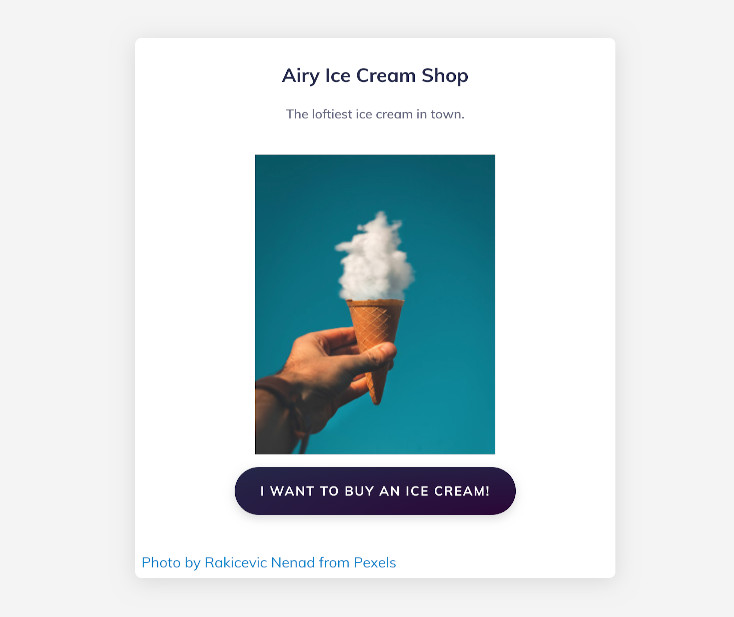 Airy Ice Cream Shop
The loftiest ice cream in town.
I WANT TO BUY AN ICE CREAM!
Photo by Rakicevic Nenad from Pexels